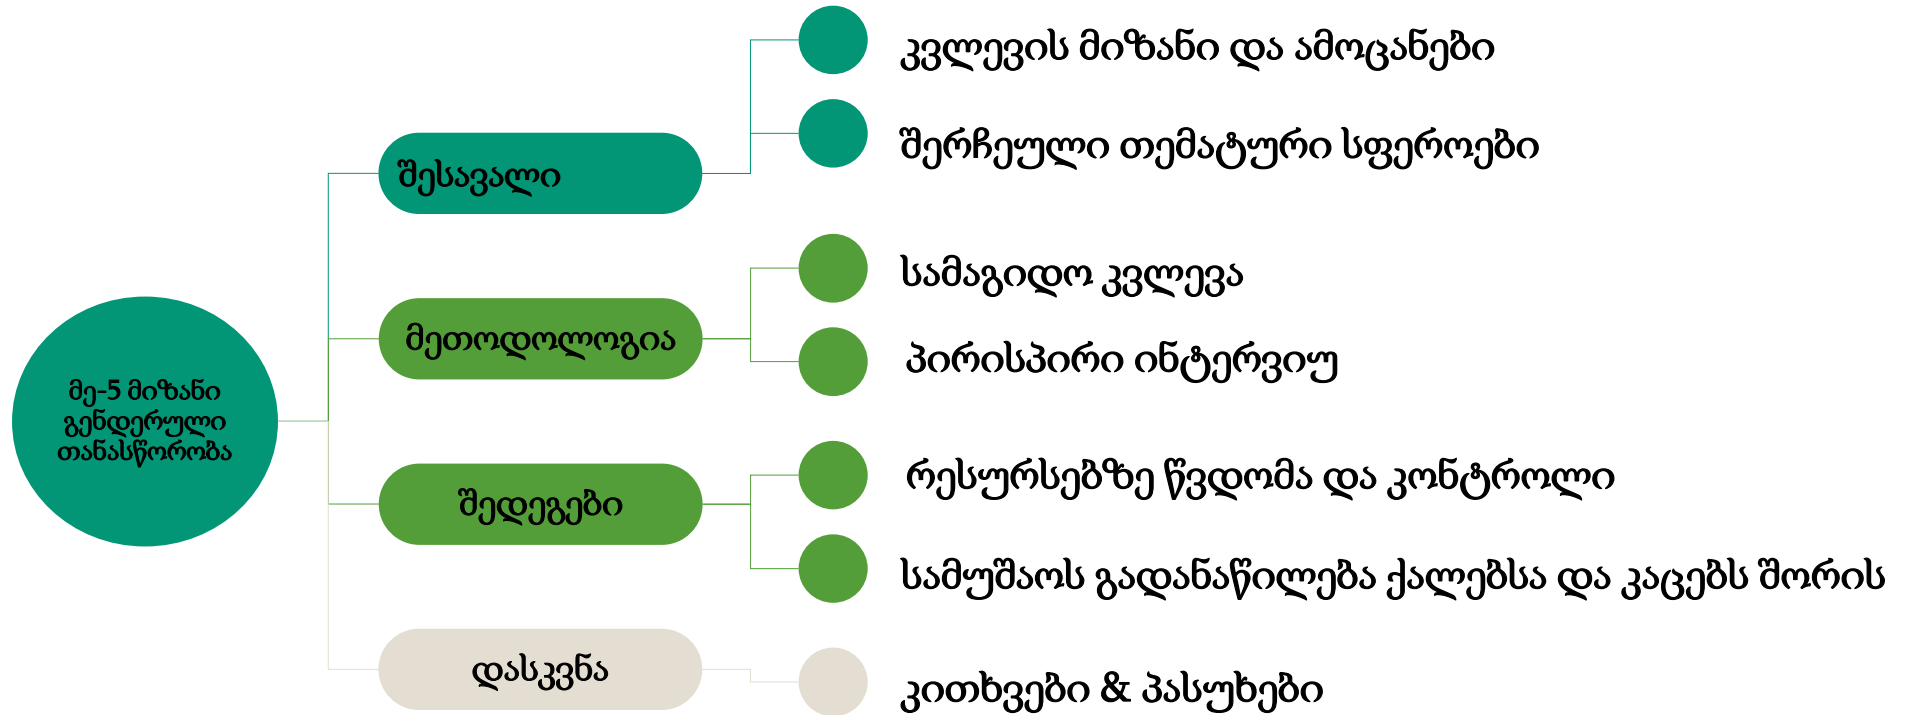 მე-5 მიზანი
გენდერული
თანასწორობა
შესავალი
კვლევის მიზანი და ამოცანები
შერჩეული თემატური სფეროები
მეთოდოლოგია
სამაგიდო კვლევა
პირისპირი ინტერვიუ
შედეგები
რესურსებზე წვდომა და კონტროლი
სამუშაოს გადანაწილება ქალებსა და კაცებს შორის
დასკვნა
კითხვები & პასუხები